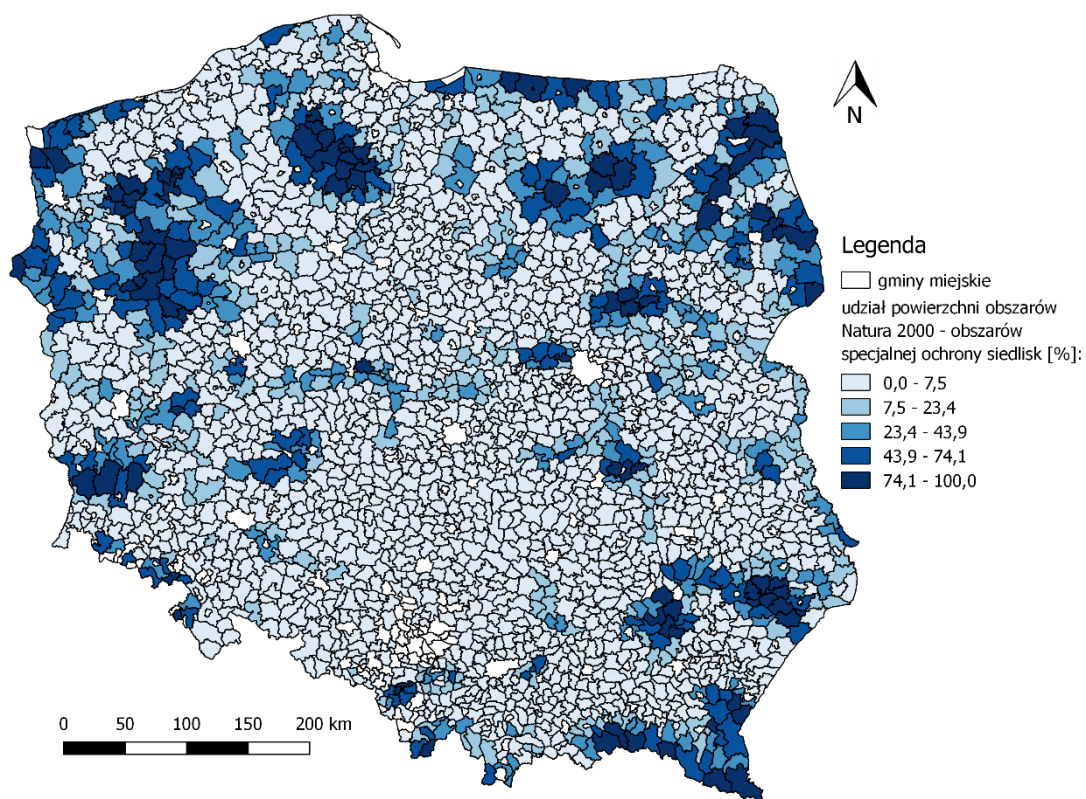 N
Legenda
gminy miejskie
udział powierzchni obszarów
Natura 2000 - obszarów
specjalnej ochrony siedlisk [%]:
0,0 - 7,5
7,5 - 23,4
23,4 - 43,9
43,9 - 74,1
74,1 - 100,0
0 50 100 150 200 km